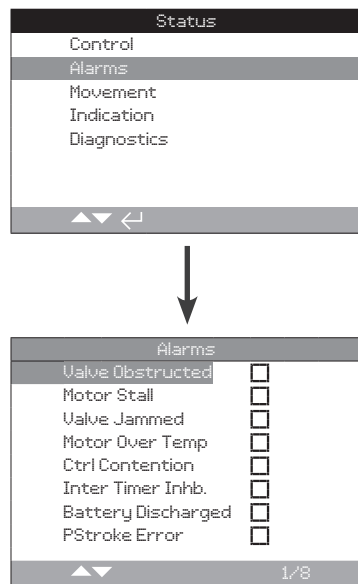 Status
Control
Alarms
Movement
Indication
Diagnostics
Alarms
Valve Obstructed
Motor Stall
Valve Jammed
Motor Over Temp
Ctrl Contention
Inter Timer Inhb.
Battery Discharged
PStroke Error
1/8